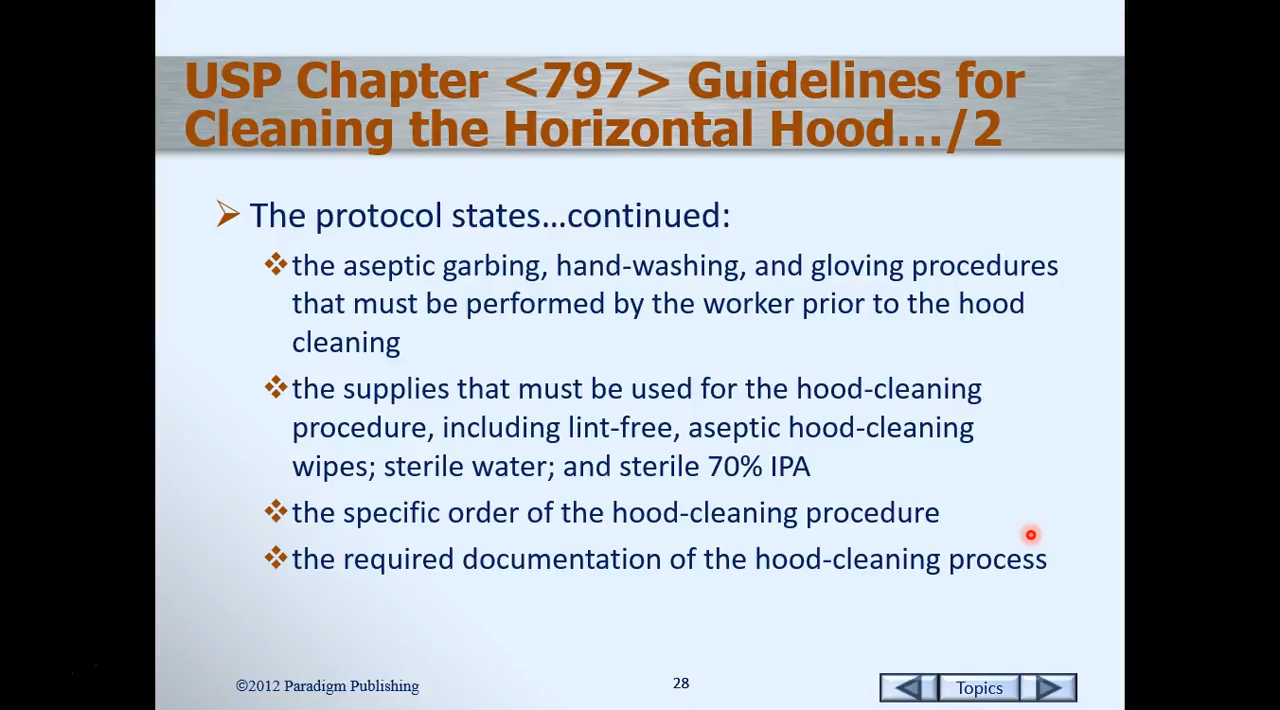 USP Chapter <797> Guidelines for
Cleaning the Horizontal Hood…/2
The protocol states…continued:
the aseptic garbing, hand-washing, and gloving procedures
that must be performed by the worker prior to the hood
cleaning
the supplies that must be used for the hood-cleaning
procedure, including lint-free, aseptic hood-cleaning
wipes; sterile water; and sterile 70% IPA
the specific order of the hood-cleaning procedure
the required documentation of the hood-cleaning process
©2012 Paradigm Publishing
28
Topics